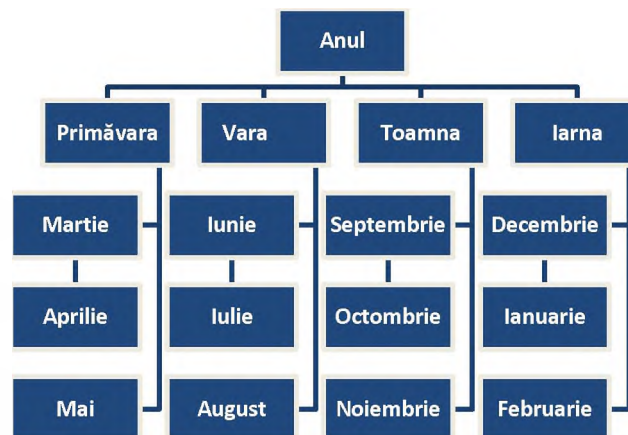 Anul
Primăvara
Vara
Toamna
Iarna
Martie
Iunie
Septembrie
Decembrie
Aprilie
Iulie
Octombrie
Ianuarie
Mai
August
Noiembrie
Februarie